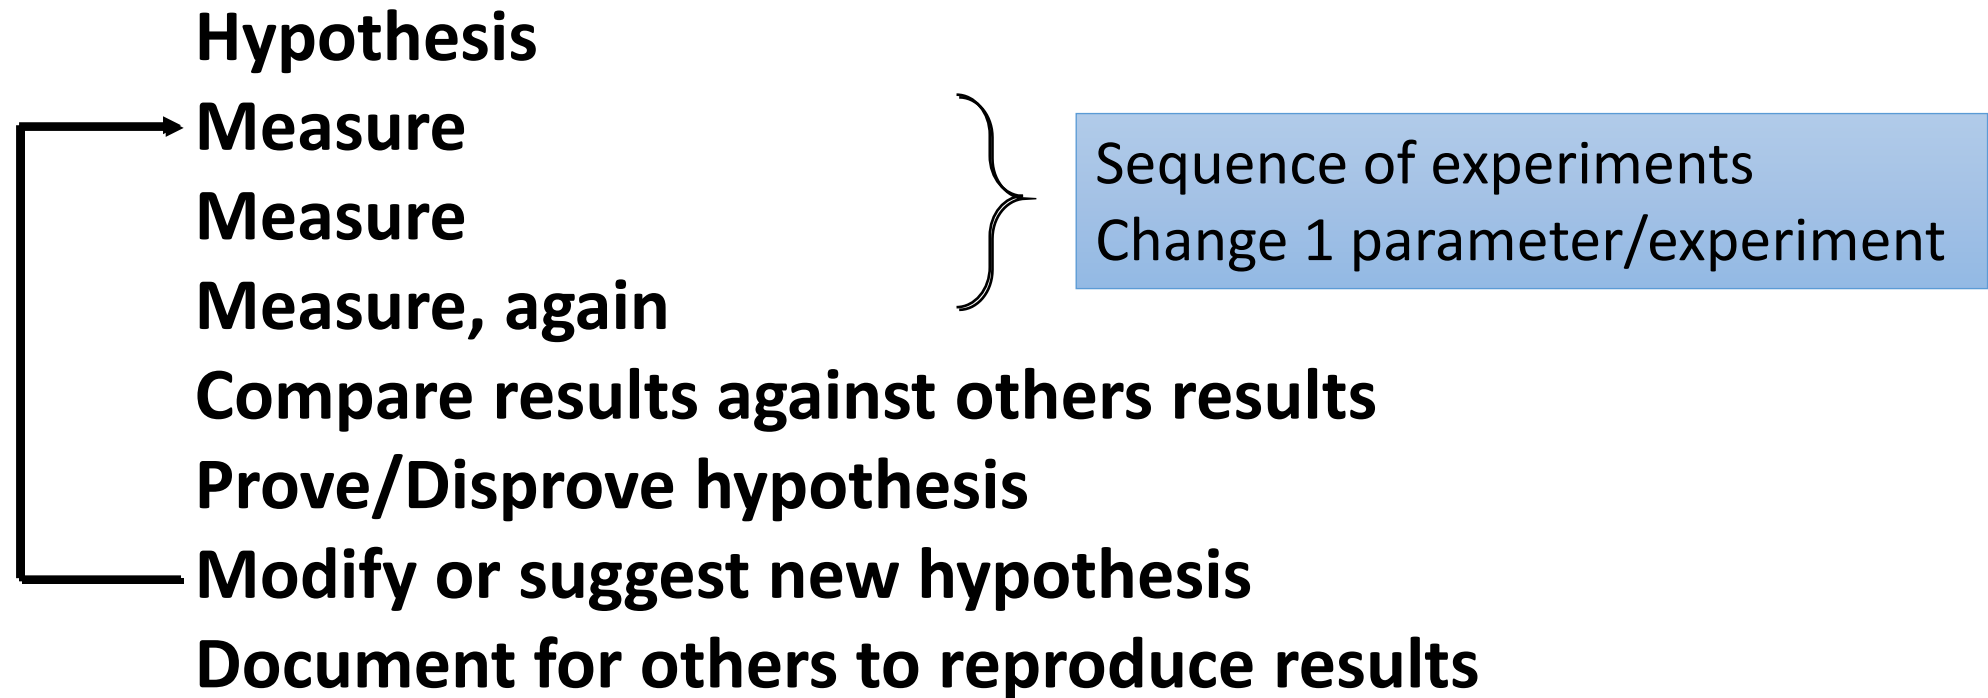 Hypothesis
Measure
Measure
Measure, again
Sequence of experiments
Change 1 parameter/experiment
Compare results against others results
Prove/Disprove hypothesis
Modify or suggest new hypothesis
Document for others to reproduce results